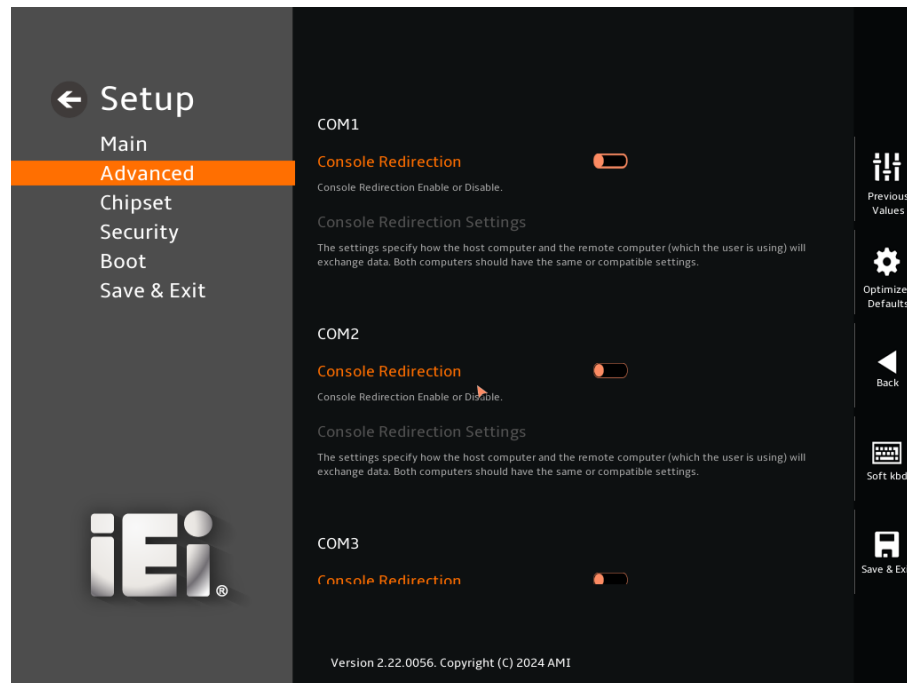 Setup
Main
Advanced
Chipset
Security
Boot
Save & Exit
iEi
®
COM1
Console Redirection
Console Redirection Enable or Disable.
Console Redirection Settings
The settings specify how the host computer and the remote computer (which the user is using) will
exchange data. Both computers should have the same or compatible settings.
COM2
Console Redirection
Console Redirection Enable or Disable.
Console Redirection Settings
The settings specify how the host computer and the remote computer (which the user is using) will
exchange data. Both computers should have the same or compatible settings.
COM3
Console Redirection
Version 2.22.0056. Copyright (C) 2024 AMI
Previous
Values
Optimize
Defaults
Back
Soft kbd
Save & Ex